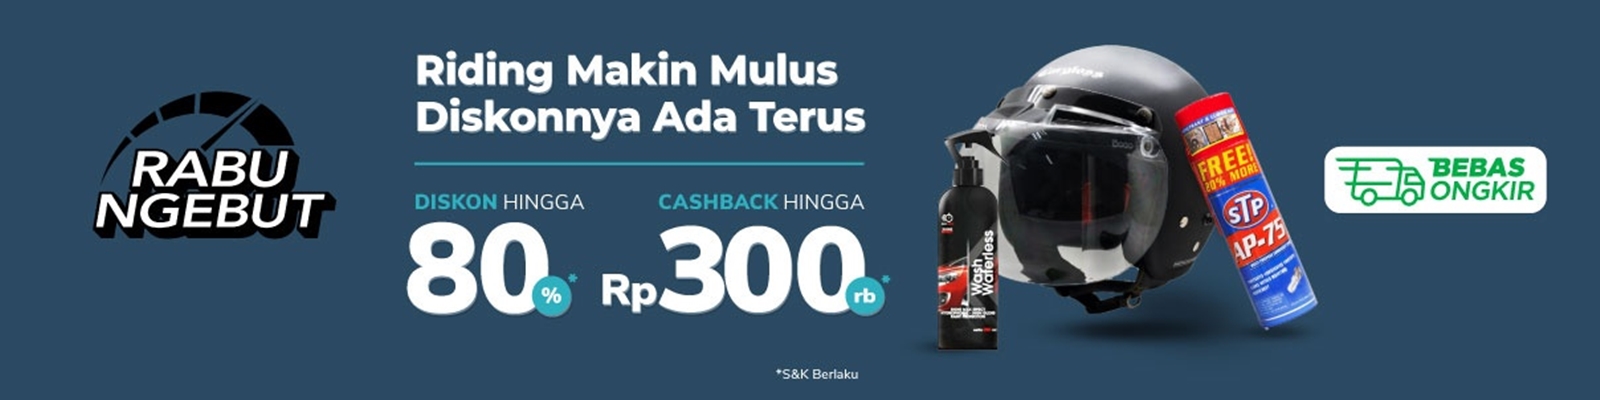 RABU
NGEBUT
Riding Makin Mulus
Diskonnya Ada Terus
DISKON HINGGA
80%*
CASHBACK HINGGA
Rp300rb*
*S&K Berlaku
Wash
Waterless
FREE!
20% MORE
STP
AP-75
BEBAS
ONGKIR